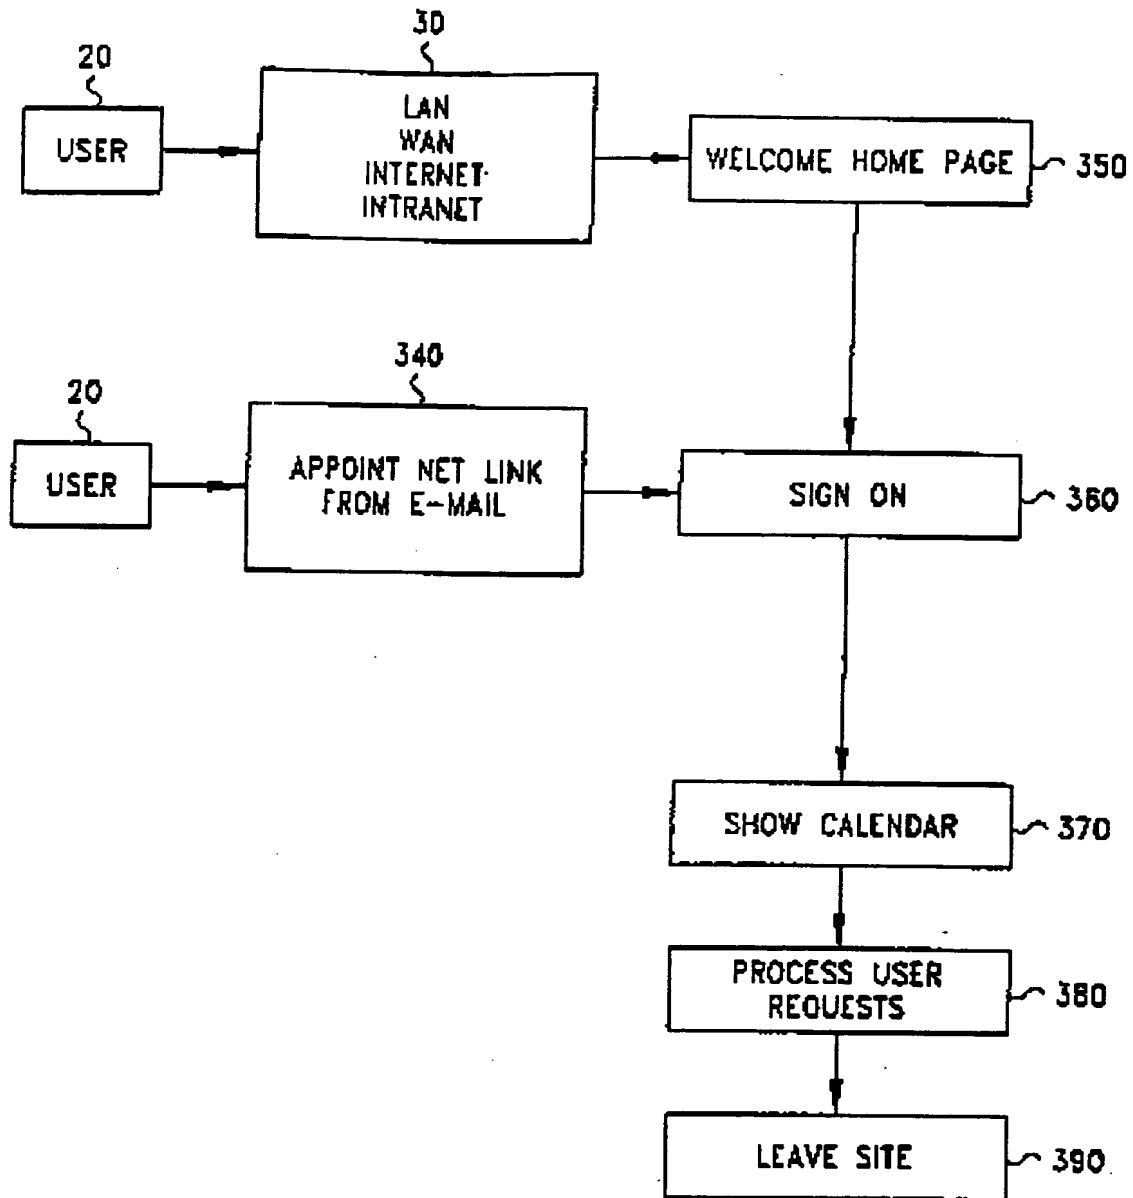 20
30
USER
LAN
WAN
INTERNET
INTRANET
WELCOME HOME PAGE
350
20
340
USER
APPOINT NET LINK
FROM E-MAIL
SIGN ON
360
SHOW CALENDAR
370
PROCESS USER
REQUESTS
380
LEAVE SITE
390